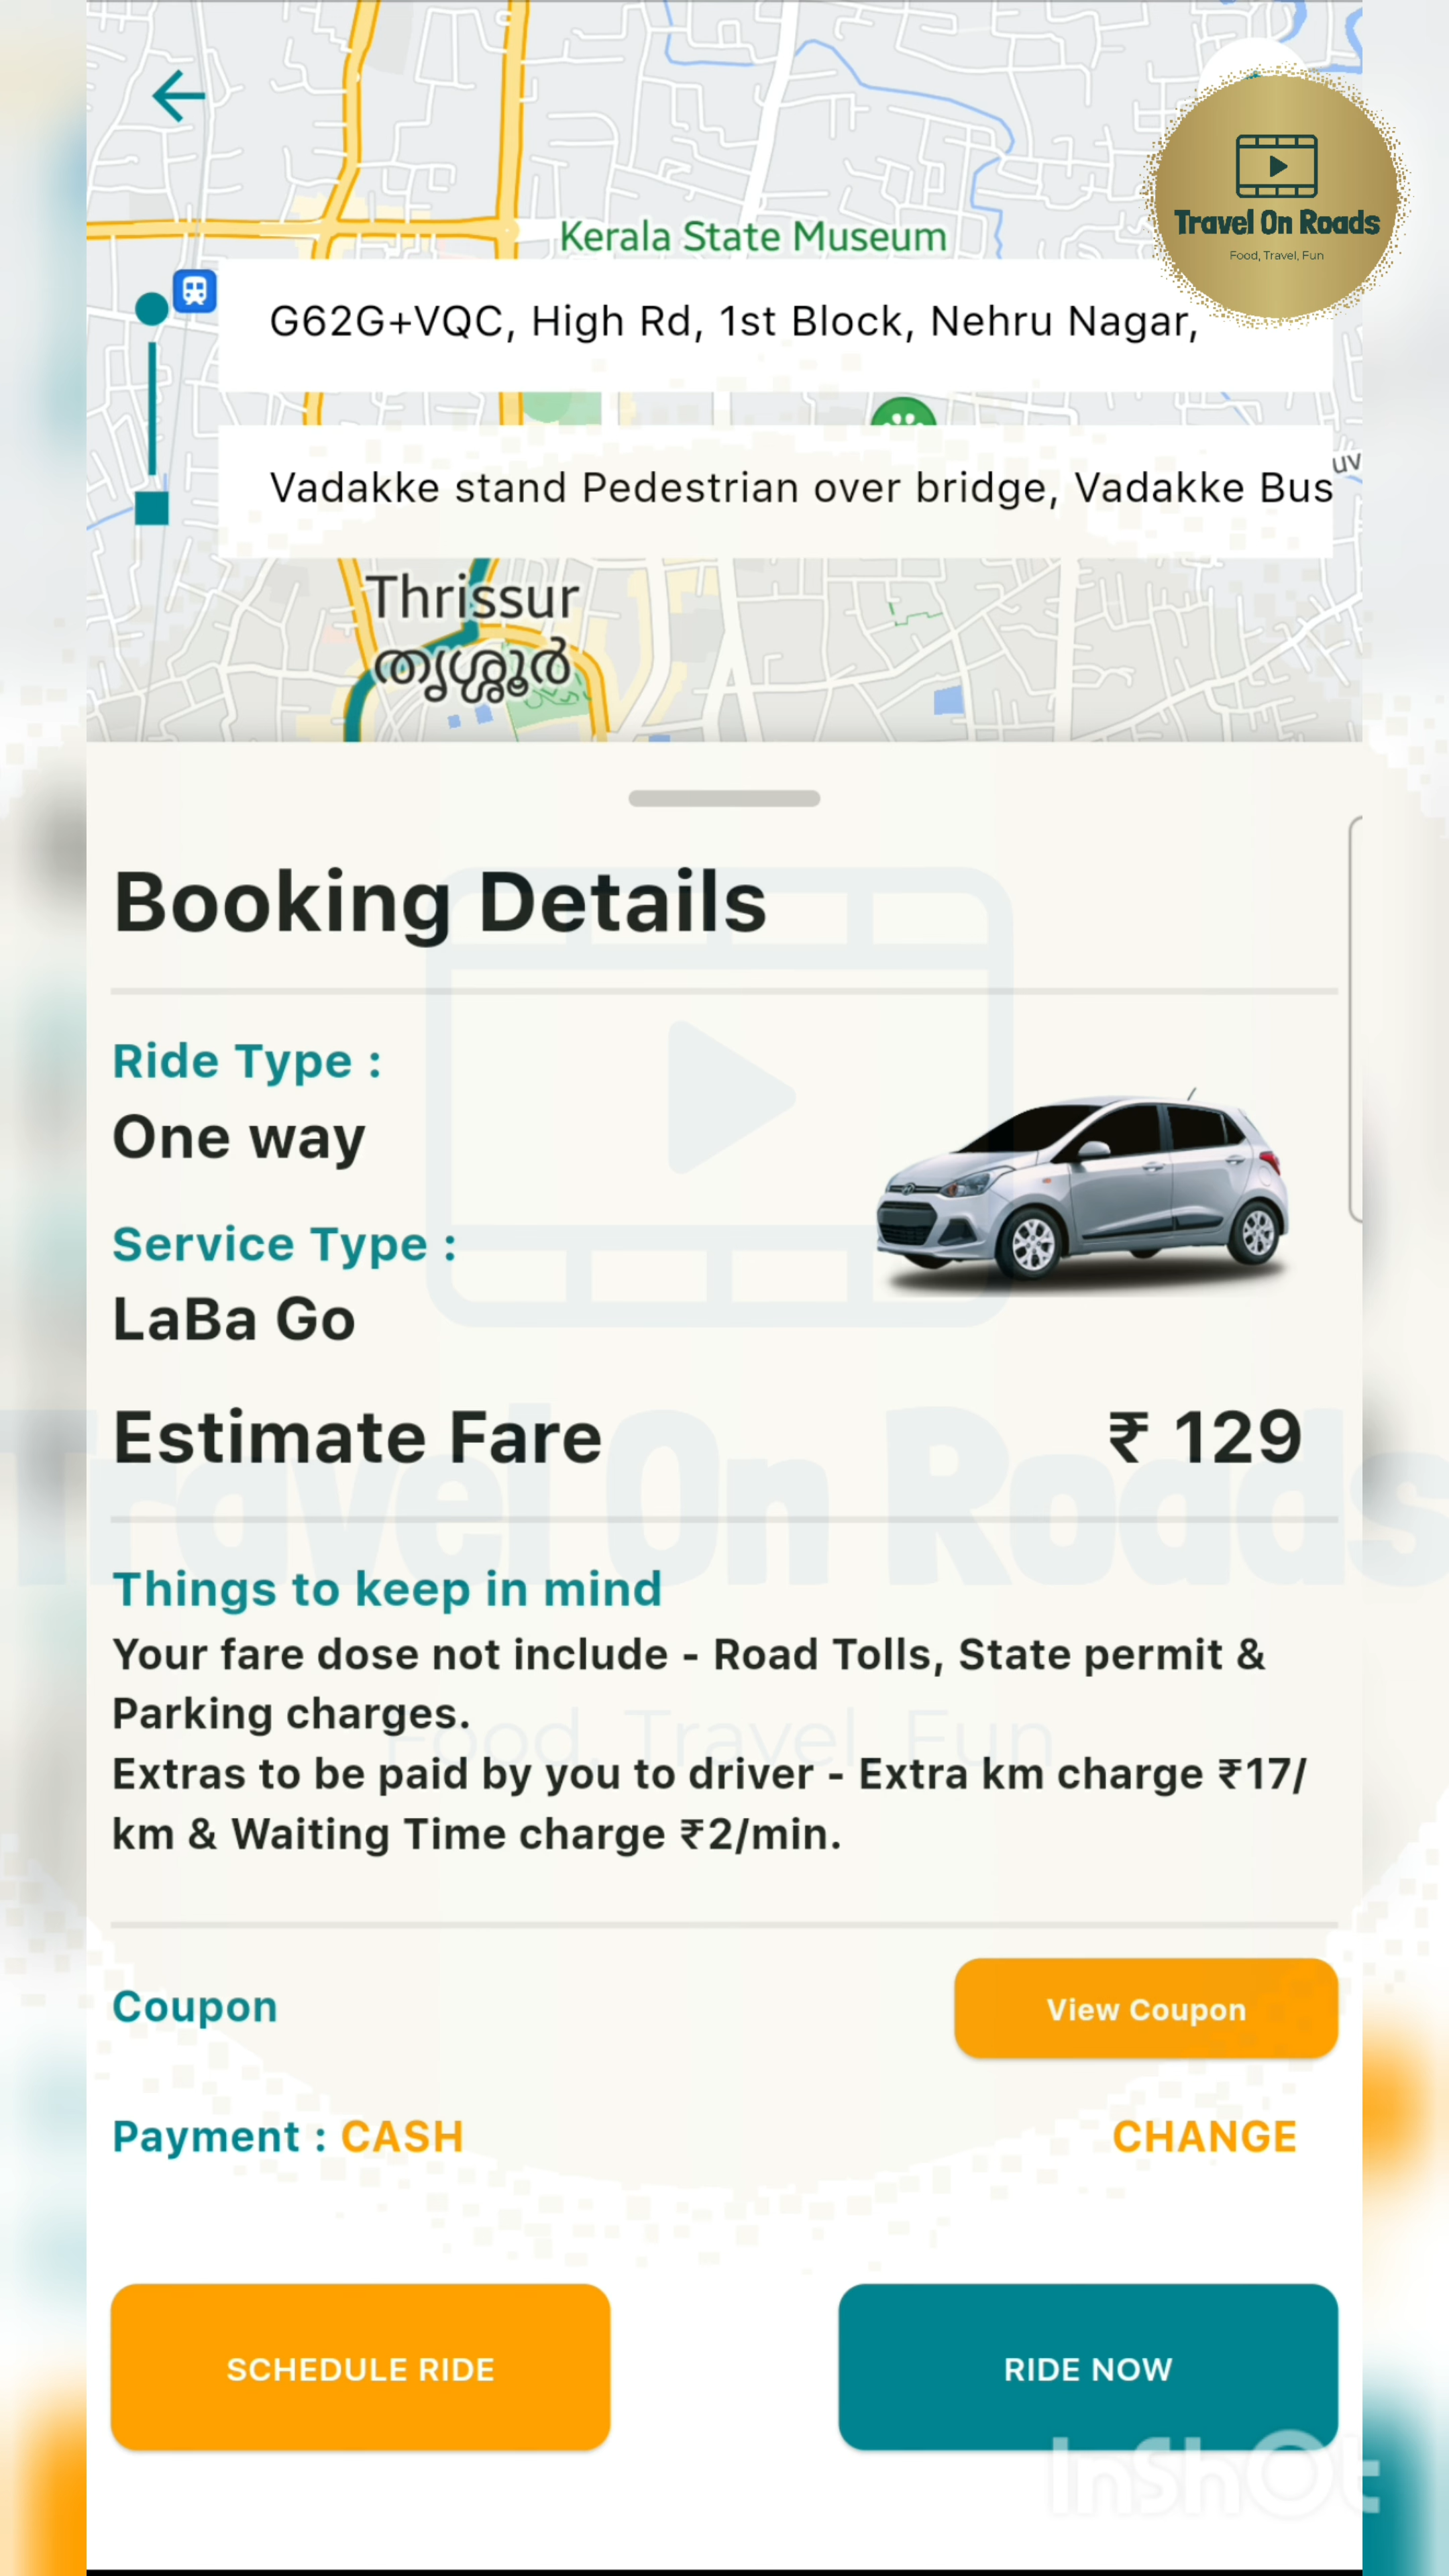 Kerala State Museum
Travel On Roads
Food, Travel, Fun
G62G+VQC, High Rd, 1st Block, Nehru Nagar,
Vadakke stand Pedestrian over bridge, Vadakke Bus
uv
Thrissur
തൃശ്ശൂർ
Booking Details
Ride Type :
One way
Service Type :
LaBa Go
Estimate Fare ₹ 129
Travel On Roads
Things to keep in mind
Your fare dose not include - Road Tolls, State permit &
Parking charges.
Food, Travel, Fun
Extras to be paid by you to driver - Extra km charge ₹17/
km & Waiting Time charge ₹2/min.
Coupon View Coupon
Payment : CASH CHANGE
SCHEDULE RIDE RIDE NOW
InShOt